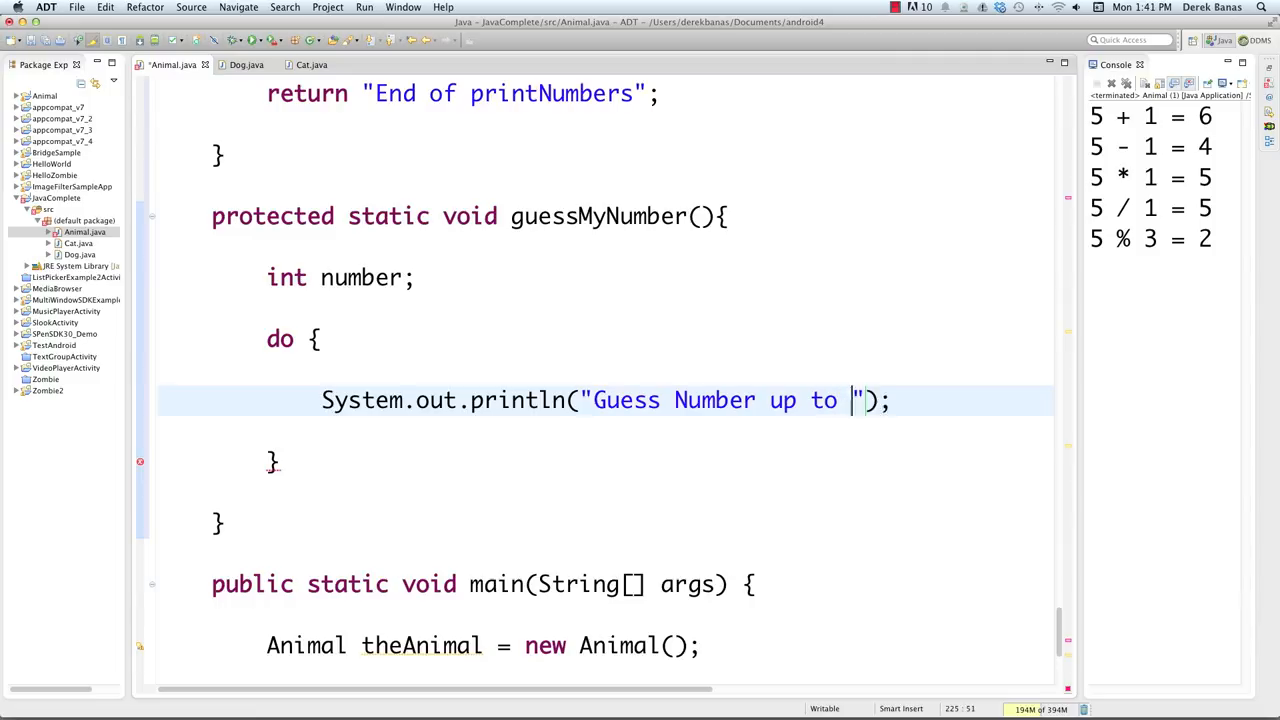 ADT File Edit Refactor Source Navigate Search Project Run Window Help 10 Mon 1:41 PM Derek Banas
Java – JavaComplete/src/Animal.java – ADT – /Users/derekbanas/Documents/android4
Quick Access Java DDMS
Package Exp
*Animal.java Dog.java Cat.java
Console
<terminated> Animal (1) [Java Application] /S
Animal
appcompat_v7
appcompat_v7_2
appcompat_v7_3
appcompat_v7_4
BridgeSample
HelloWorld
HelloZombie
ImageFilterSampleApp
JavaComplete
src
(default package)
Animal.java
Cat.java
Dog.java
JRE System Library [Ja
ListPickerExample2Activi
MediaBrowser
MultiWindowSDKExample
MusicPlayerActivity
SlookActivity
SPenSDK30_Demo
TestAndroid
TextGroupActivity
VideoPlayerActivity
Zombie
Zombie2
return "End of printNumbers";
}
protected static void guessMyNumber(){
int number;
do {
System.out.println("Guess Number up to ");
}
}
public static void main(String[] args) {
Animal theAnimal = new Animal();
5 + 1 = 6
5 - 1 = 4
5 * 1 = 5
5 / 1 = 5
5 % 3 = 2
Writable Smart Insert 225 : 51 194M of 394M